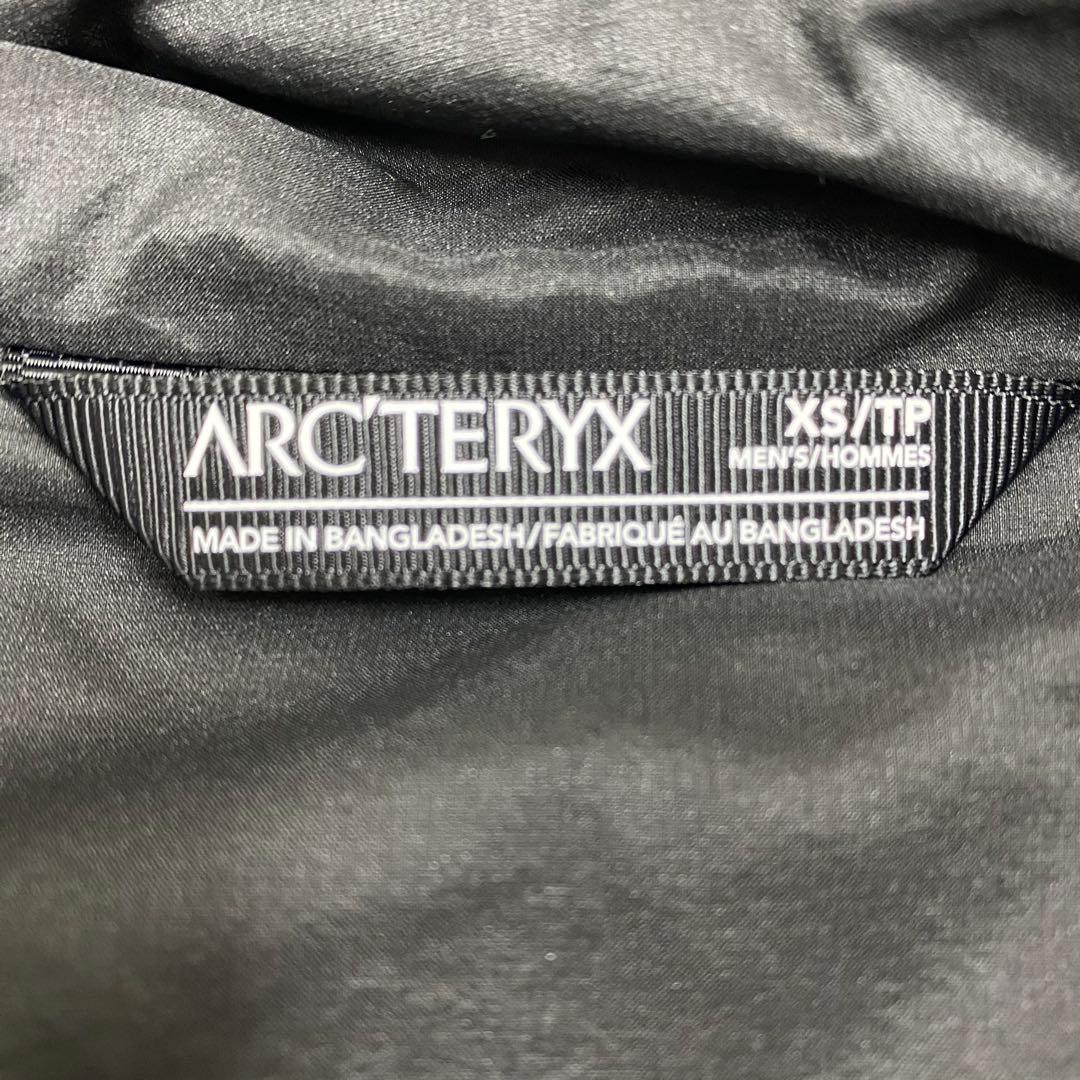 ARC'TERYX
XS/TP
MEN'S/HOMMES
MADE IN BANGLADESH/FABRIQUÉ AU BANGLADESH